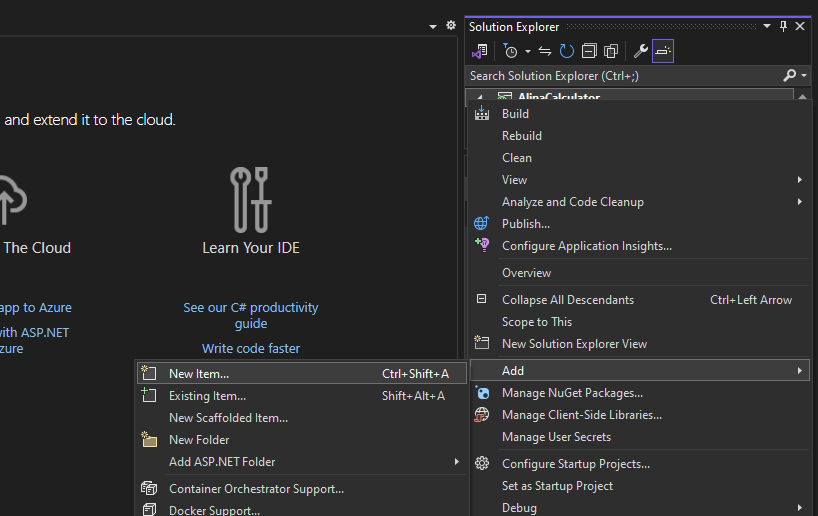 Solution Explorer
Search Solution Explorer (Ctrl+;)
AlinaCalculator
and extend it to the cloud.
The Cloud
Learn Your IDE
app to Azure
with ASP.NET
See our C# productivity
guide
Write code faster
Build
Rebuild
Clean
View
Analyze and Code Cleanup
Publish...
Configure Application Insights...
Overview
Collapse All Descendants Ctrl+Left Arrow
Scope to This
New Solution Explorer View
Add
Manage NuGet Packages...
Manage Client-Side Libraries...
Manage User Secrets
Configure Startup Projects...
Set as Startup Project
Debug
New Item... Ctrl+Shift+A
Existing Item... Shift+Alt+A
New Scaffolded Item...
New Folder
Add ASP.NET Folder
Container Orchestrator Support...
Docker Support...